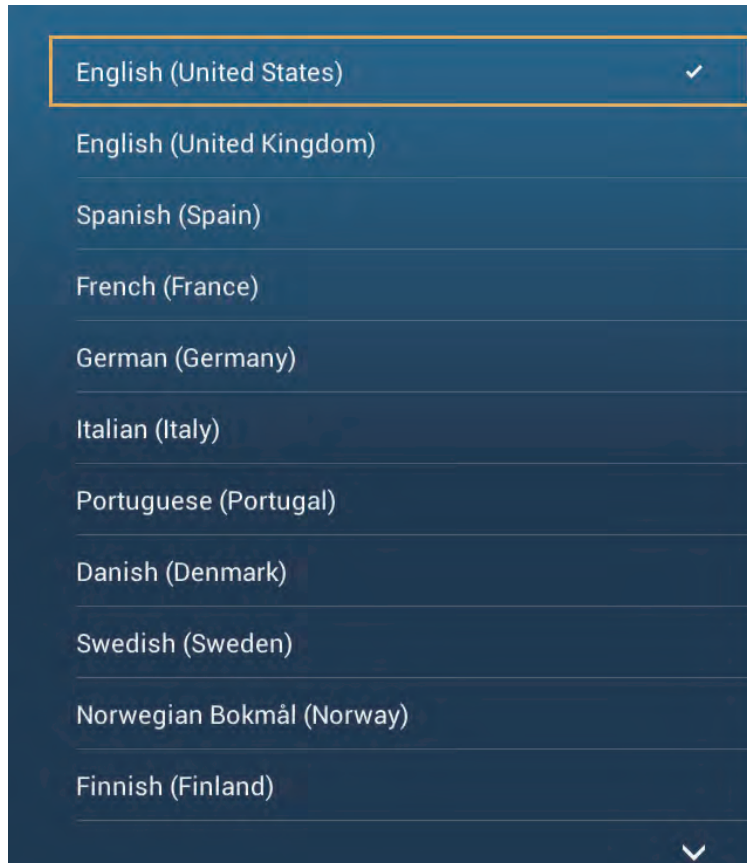 English (United States)
English (United Kingdom)
Spanish (Spain)
French (France)
German (Germany)
Italian (Italy)
Portuguese (Portugal)
Danish (Denmark)
Swedish (Sweden)
Norwegian Bokmål (Norway)
Finnish (Finland)